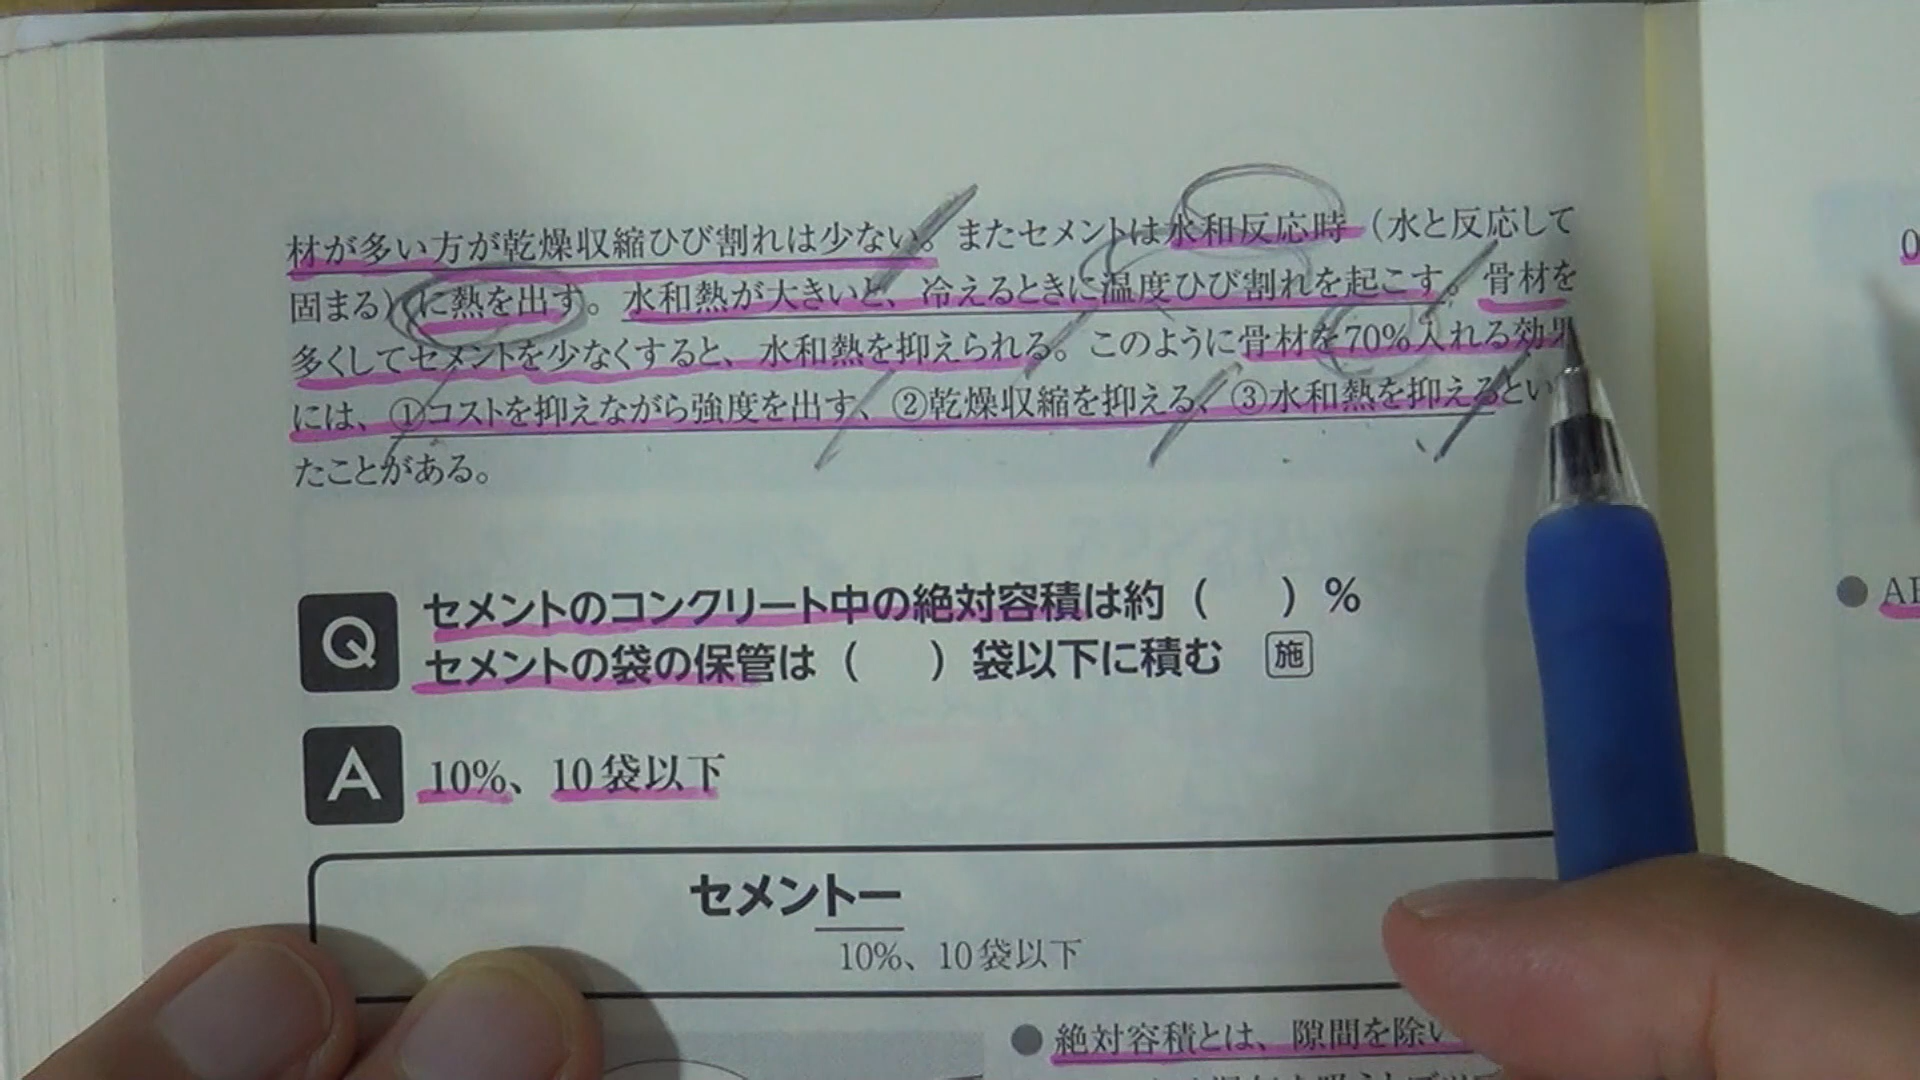 材が多い方が乾燥収縮ひび割れは少ない。またセメントは水和反応時（水と反応して
固まる）に熱を出す。水和熱が大きいと、冷えるときに温度ひび割れを起こす。骨材を
多くしてセメントを少なくすると、水和熱を抑えられる。このように骨材を70%入れる効果
には、①コストを抑えながら強度を出す、②乾燥収縮を抑える、③水和熱を抑えるとい
たことがある。
Q セメントのコンクリート中の絶対容積は約（　　）%
セメントの袋の保管は（　　）袋以下に積む 施
A 10%、10袋以下
セメントー
10%、10袋以下
●絶対容積とは、隙間を除い
●AE